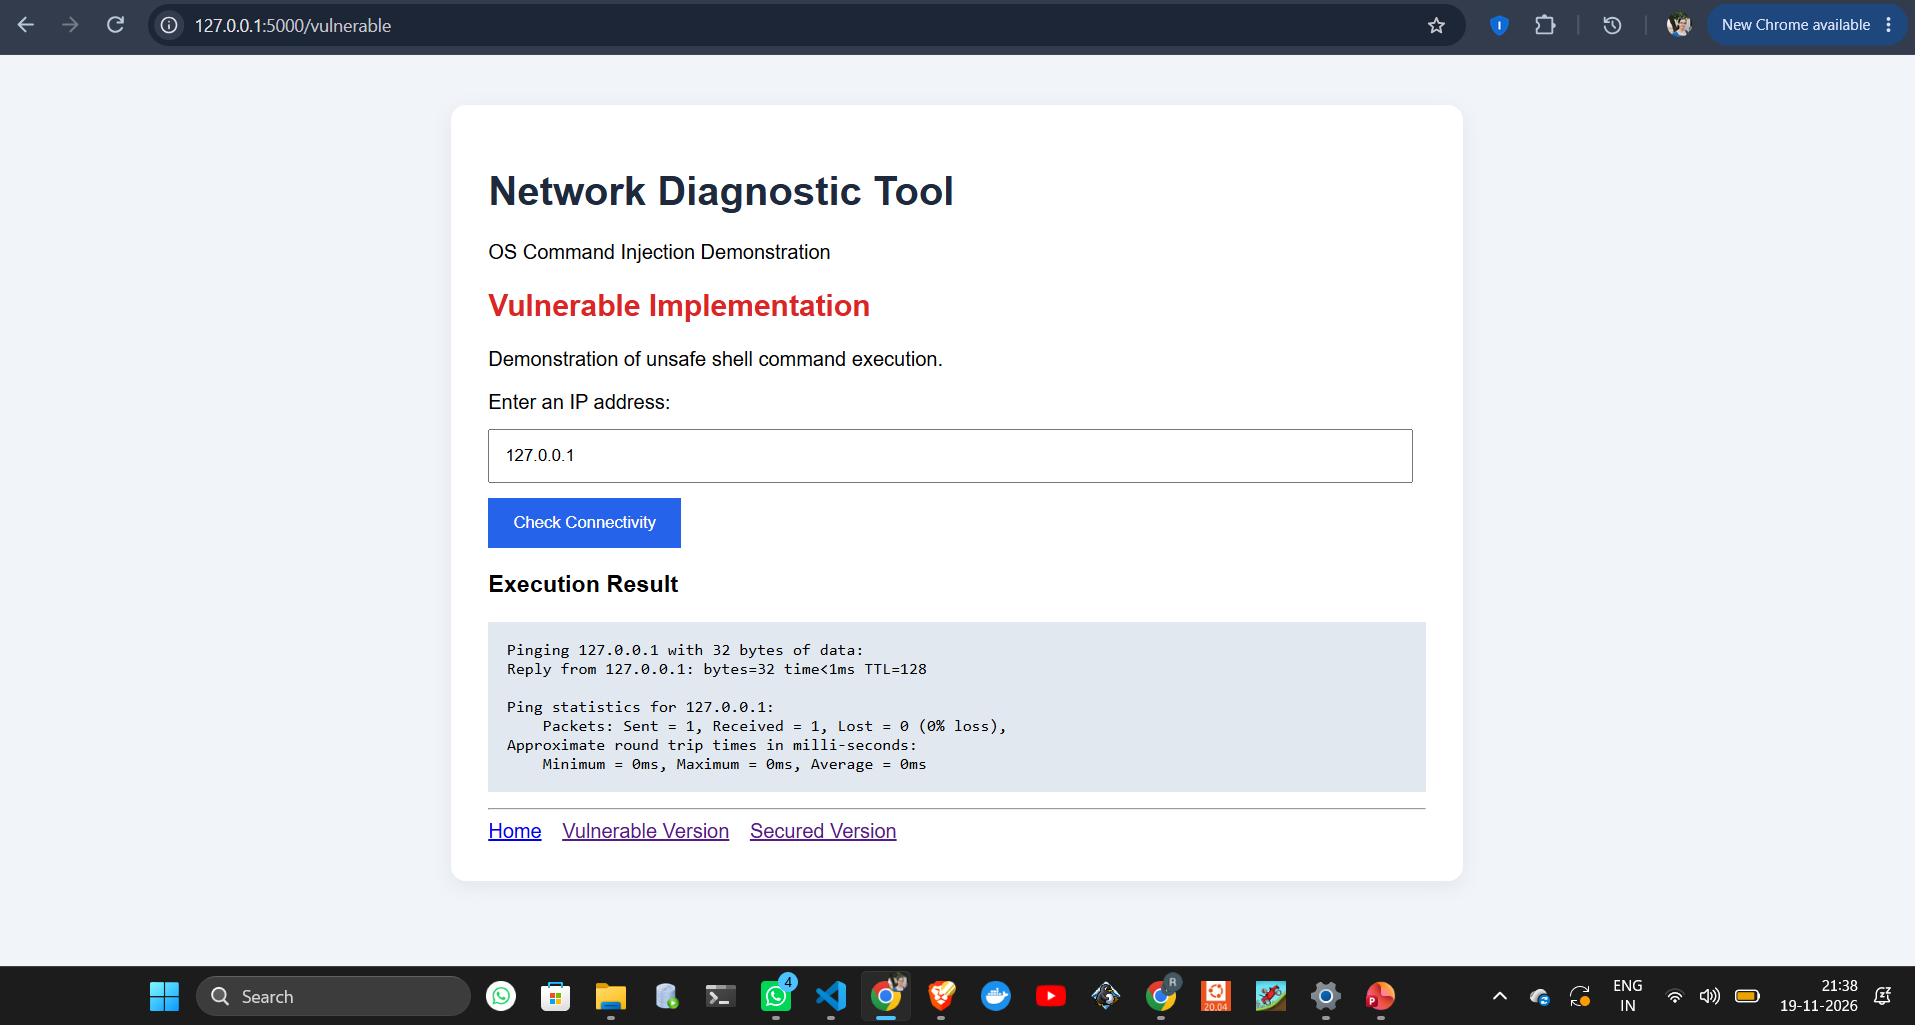 127.0.0.1:5000/vulnerable
New Chrome available
Network Diagnostic Tool
OS Command Injection Demonstration
Vulnerable Implementation
Demonstration of unsafe shell command execution.
Enter an IP address:
127.0.0.1
Check Connectivity
Execution Result
Pinging 127.0.0.1 with 32 bytes of data:
Reply from 127.0.0.1: bytes=32 time<1ms TTL=128
Ping statistics for 127.0.0.1:
Packets: Sent = 1, Received = 1, Lost = 0 (0% loss),
Approximate round trip times in milli-seconds:
Minimum = 0ms, Maximum = 0ms, Average = 0ms
Home Vulnerable Version Secured Version
Search
4
R
20.04
P
ENG
IN
21:38
19-11-2026